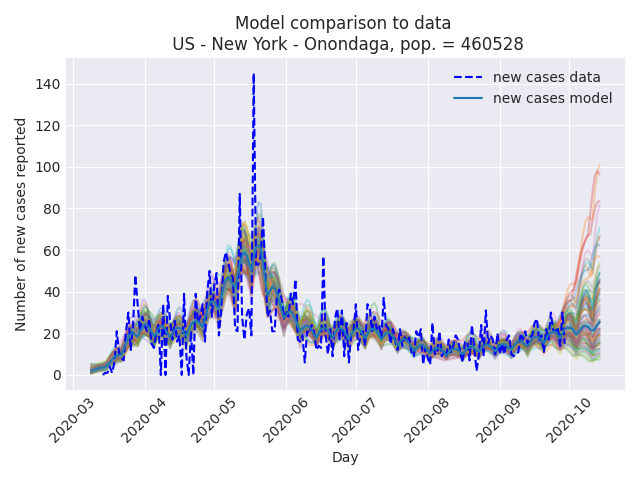 Model comparison to data
US - New York - Onondaga, pop. = 460528
new cases data
new cases model
Number of new cases reported
140
120
100
80
60
40
20
0
2020-03
2020-04
2020-05
2020-06
2020-07
2020-08
2020-09
2020-10
Day